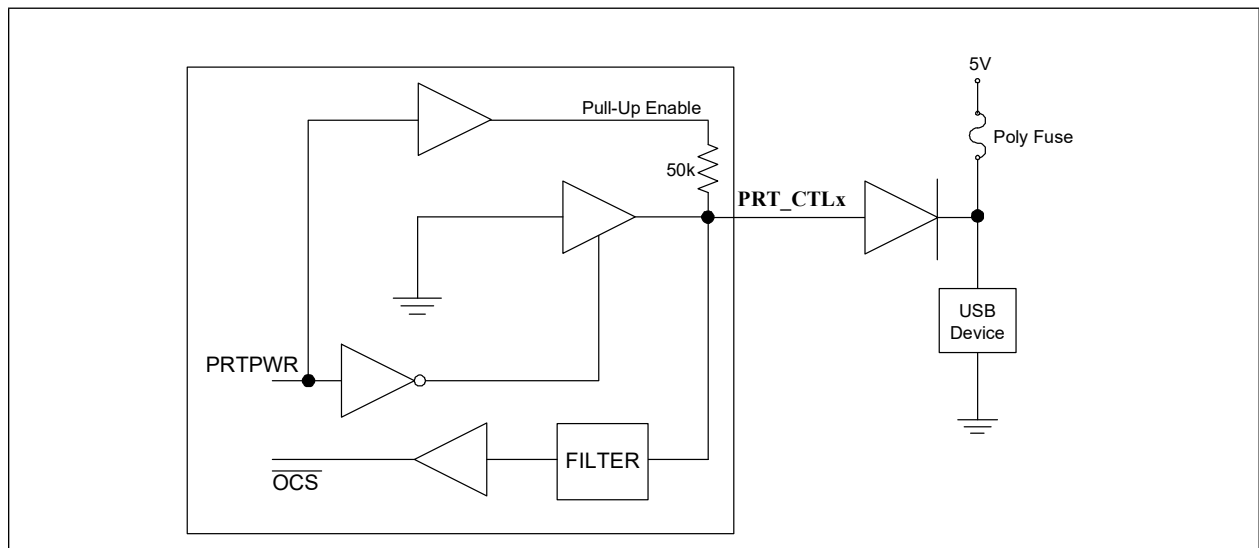 5V
Pull-Up Enable
Poly Fuse
50k
PRT_CTLx
USB
Device
PRTPWR
FILTER
OCS